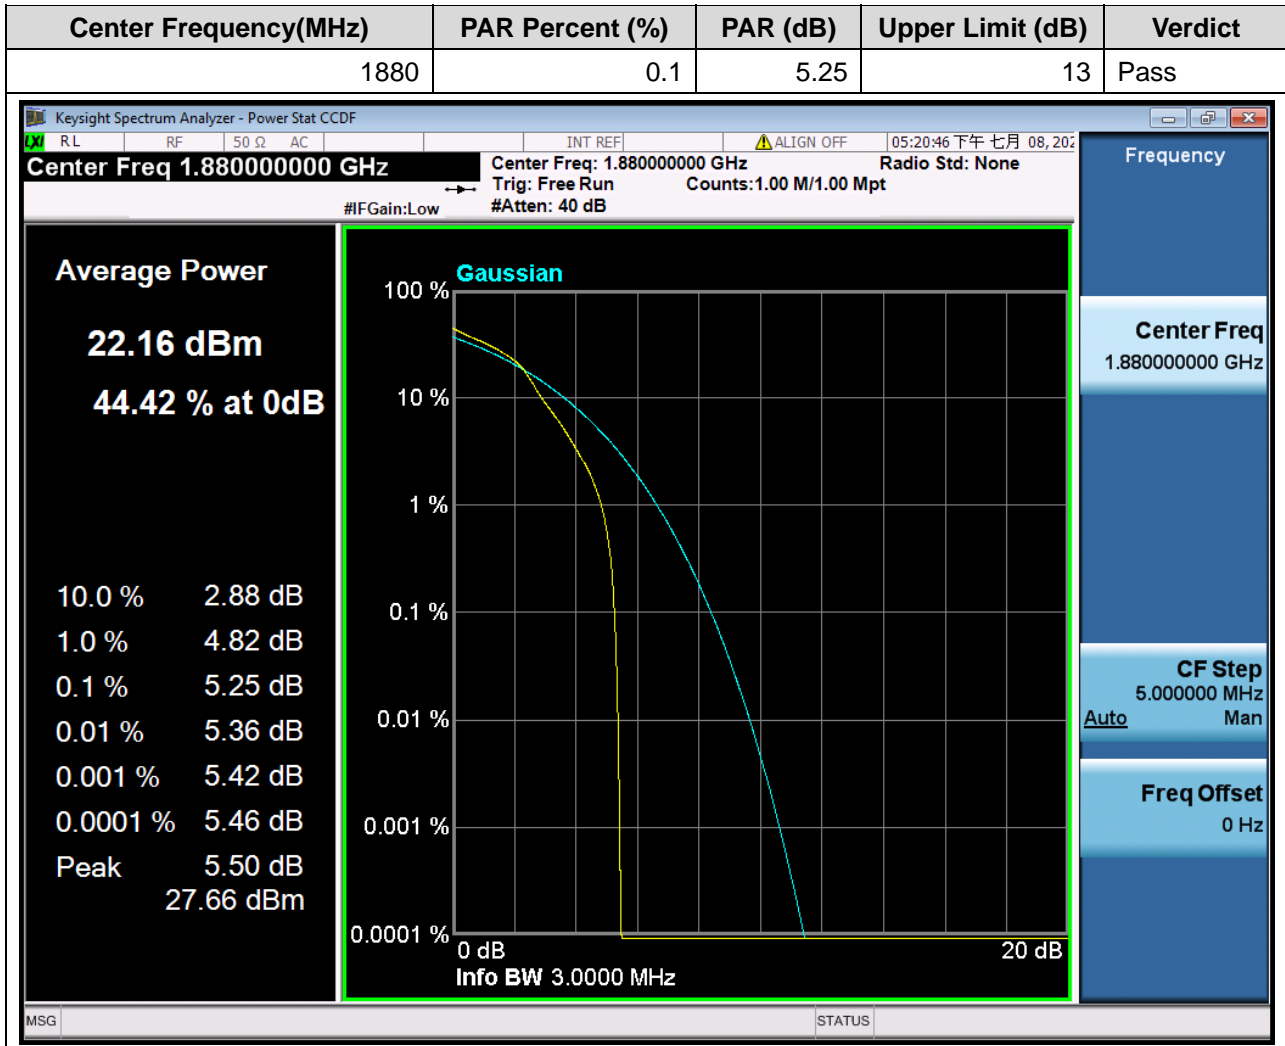 Center Frequency(MHz) PAR Percent (%) PAR (dB) Upper Limit (dB) Verdict
1880 0.1 5.25 13 Pass
Keysight Spectrum Analyzer - Power Stat CCDF
LXI RL RF 50 Ω AC INT REF ALIGN OFF 05:20:46 下午 七月 08, 202
Center Freq 1.880000000 GHz
Center Freq: 1.880000000 GHz Radio Std: None
Trig: Free Run Counts:1.00 M/1.00 Mpt
#IFGain:Low #Atten: 40 dB
Frequency
Average Power
22.16 dBm
44.42 % at 0dB
10.0 % 2.88 dB
1.0 % 4.82 dB
0.1 % 5.25 dB
0.01 % 5.36 dB
0.001 % 5.42 dB
0.0001 % 5.46 dB
Peak 5.50 dB
27.66 dBm
Gaussian
100 %
10 %
1 %
0.1 %
0.01 %
0.001 %
0.0001 %
0 dB 20 dB
Info BW 3.0000 MHz
Center Freq
1.880000000 GHz
CF Step
5.000000 MHz
Auto Man
Freq Offset
0 Hz
MSG STATUS